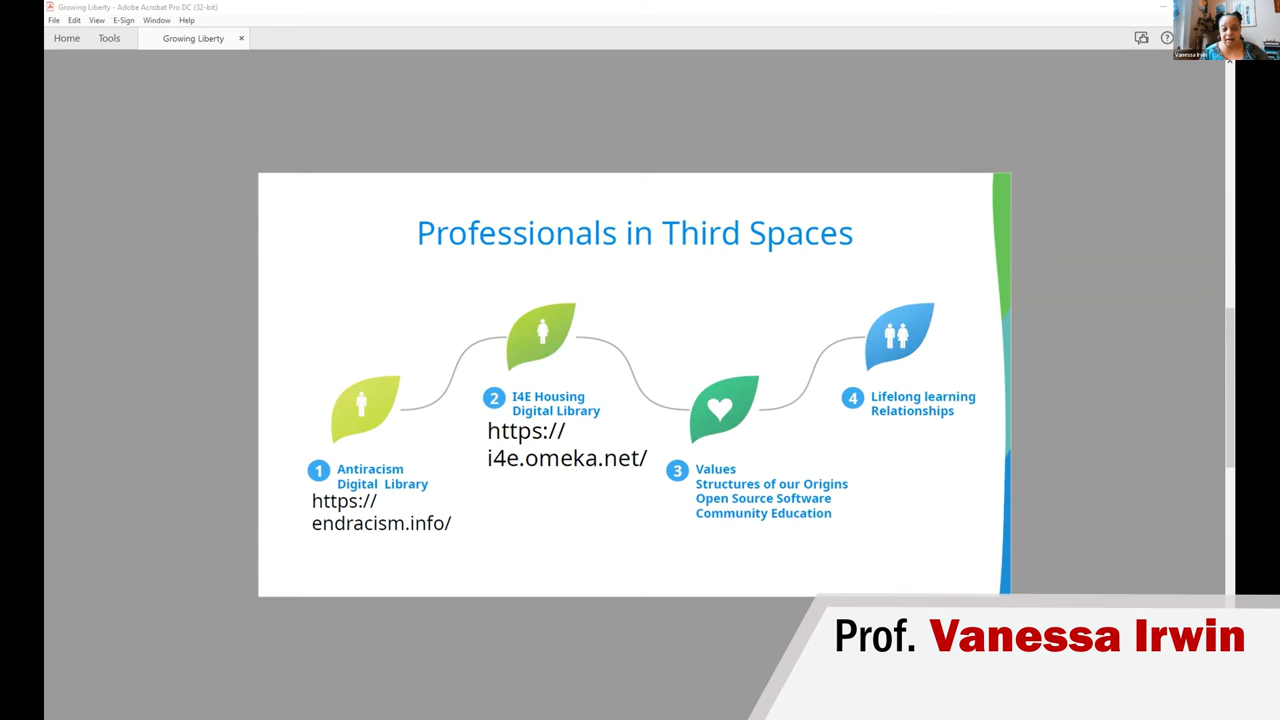 Growing Liberty - Adobe Acrobat Pro DC (32-bit)
File Edit View E-Sign Window Help
Home Tools Growing Liberty ×
Vanessa Irwin
Professionals in Third Spaces
1 Antiracism
Digital Library
https://
endracism.info/
2 I4E Housing
Digital Library
https://
i4e.omeka.net/
3 Values
Structures of our Origins
Open Source Software
Community Education
4 Lifelong learning
Relationships
Prof. Vanessa Irwin